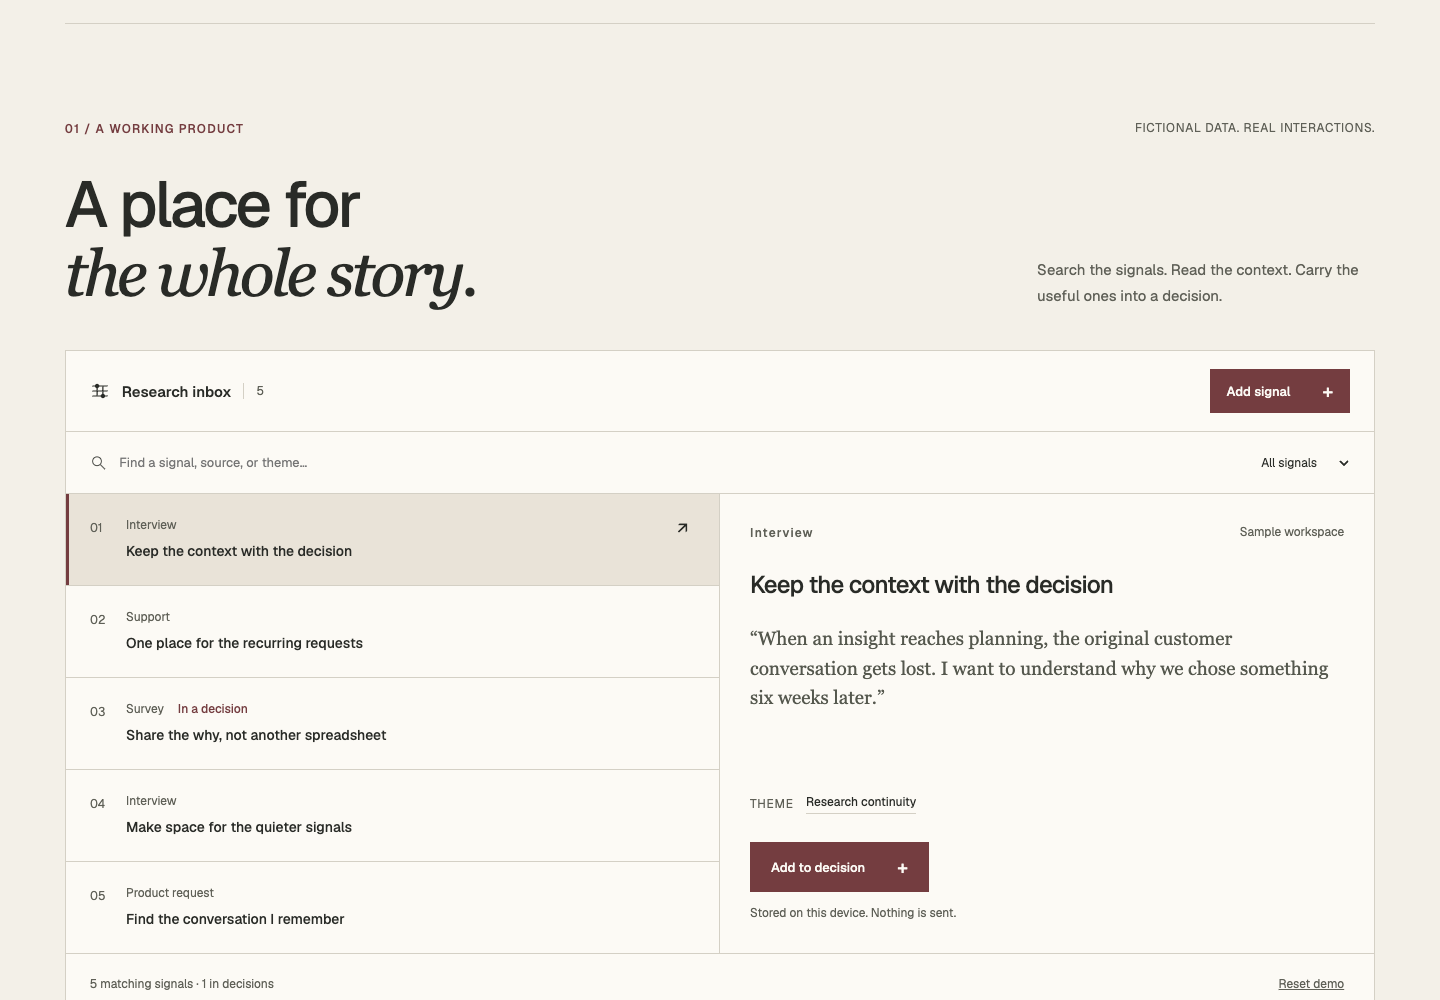 01 / A WORKING PRODUCT
FICTIONAL DATA. REAL INTERACTIONS.
A place for
the whole story.
Search the signals. Read the context. Carry the
useful ones into a decision.
Research inbox
5
Add signal +
Find a signal, source, or theme…
All signals
01
Interview
Keep the context with the decision
02
Support
One place for the recurring requests
03
Survey
In a decision
Share the why, not another spreadsheet
04
Interview
Make space for the quieter signals
05
Product request
Find the conversation I remember
Interview
Sample workspace
Keep the context with the decision
“When an insight reaches planning, the original customer
conversation gets lost. I want to understand why we chose something
six weeks later.”
THEME
Research continuity
Add to decision +
Stored on this device. Nothing is sent.
5 matching signals · 1 in decisions
Reset demo